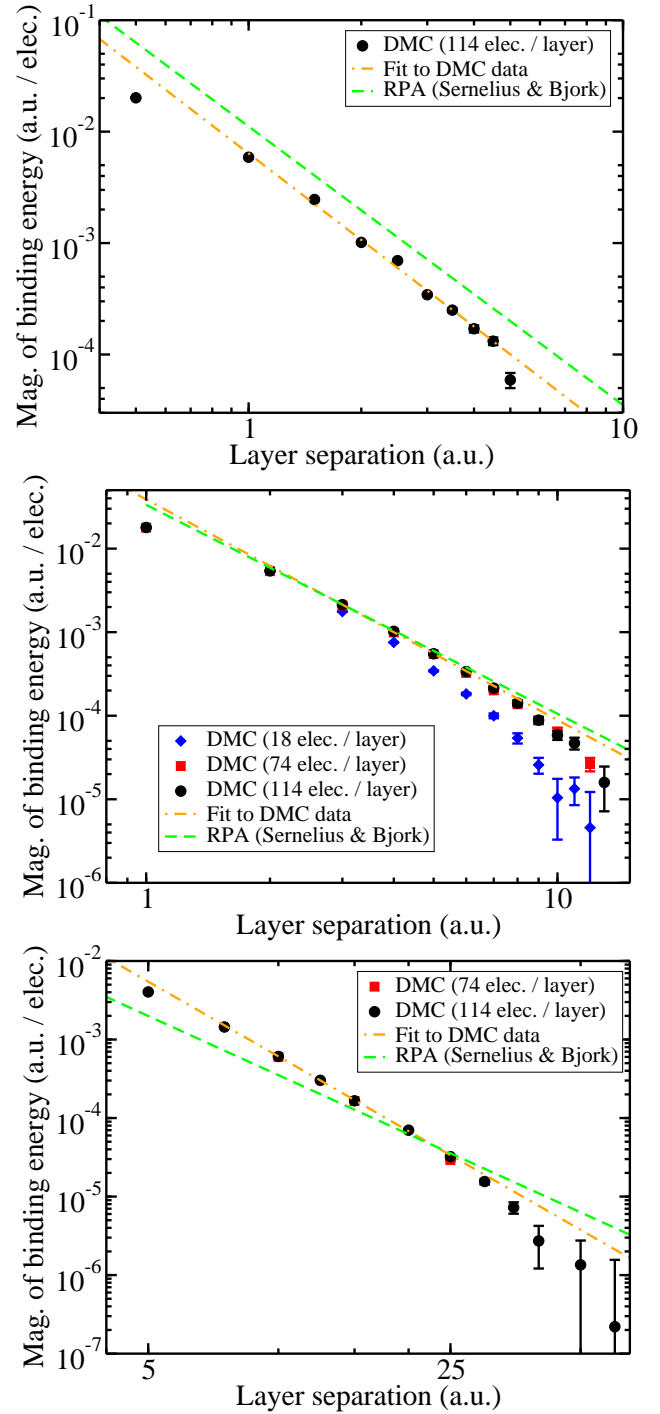 10^-1
DMC (114 elec. / layer)
Fit to DMC data
RPA (Sernelius & Bjork)
10^-2
10^-3
10^-4
Mag. of binding energy (a.u. / elec.)
1 10
Layer separation (a.u.)
10^-2
10^-3
10^-4
10^-5
10^-6
Mag. of binding energy (a.u. / elec.)
DMC (18 elec. / layer)
DMC (74 elec. / layer)
DMC (114 elec. / layer)
Fit to DMC data
RPA (Sernelius & Bjork)
1 10
Layer separation (a.u.)
10^-2
DMC (74 elec. / layer)
DMC (114 elec. / layer)
Fit to DMC data
RPA (Sernelius & Bjork)
10^-3
10^-4
10^-5
10^-6
10^-7
Mag. of binding energy (a.u. / elec.)
5 25
Layer separation (a.u.)